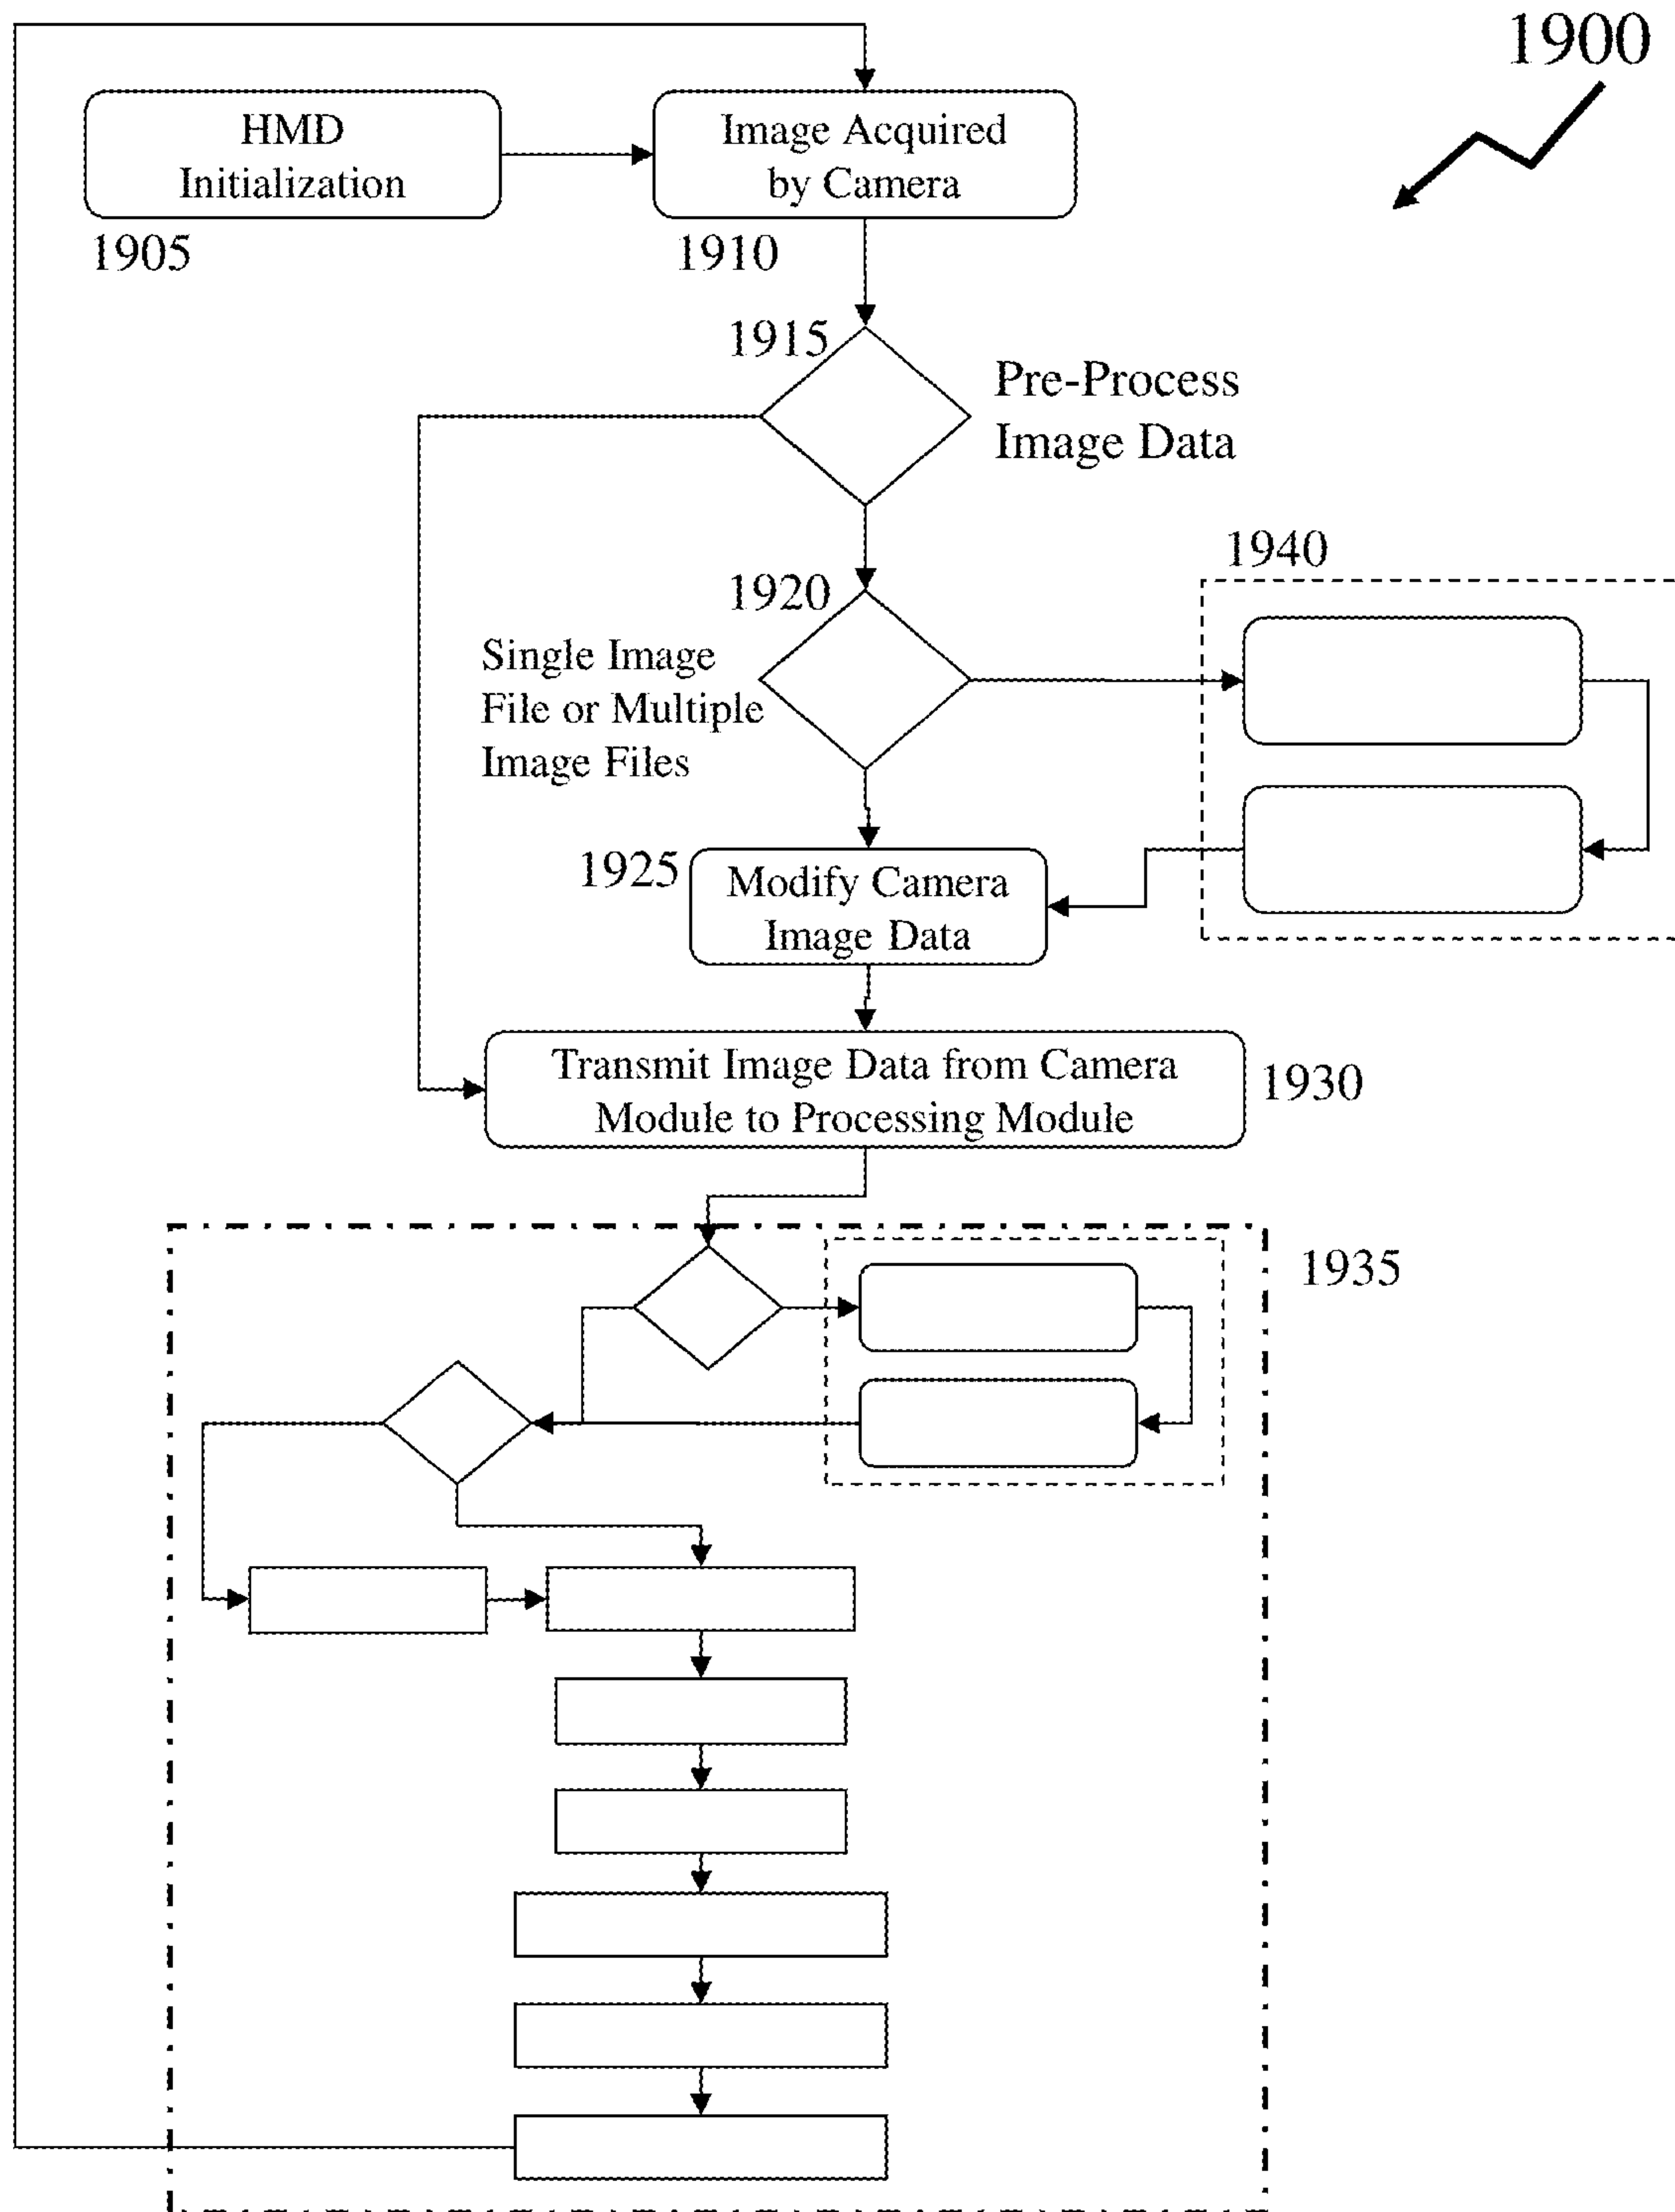 1900
HMD
Initialization
1905
Image Acquired
by Camera
1910
1915
Pre-Process
Image Data
1920
Single Image
File or Multiple
Image Files
1940
1925
Modify Camera
Image Data
Transmit Image Data from Camera
Module to Processing Module
1930
1935